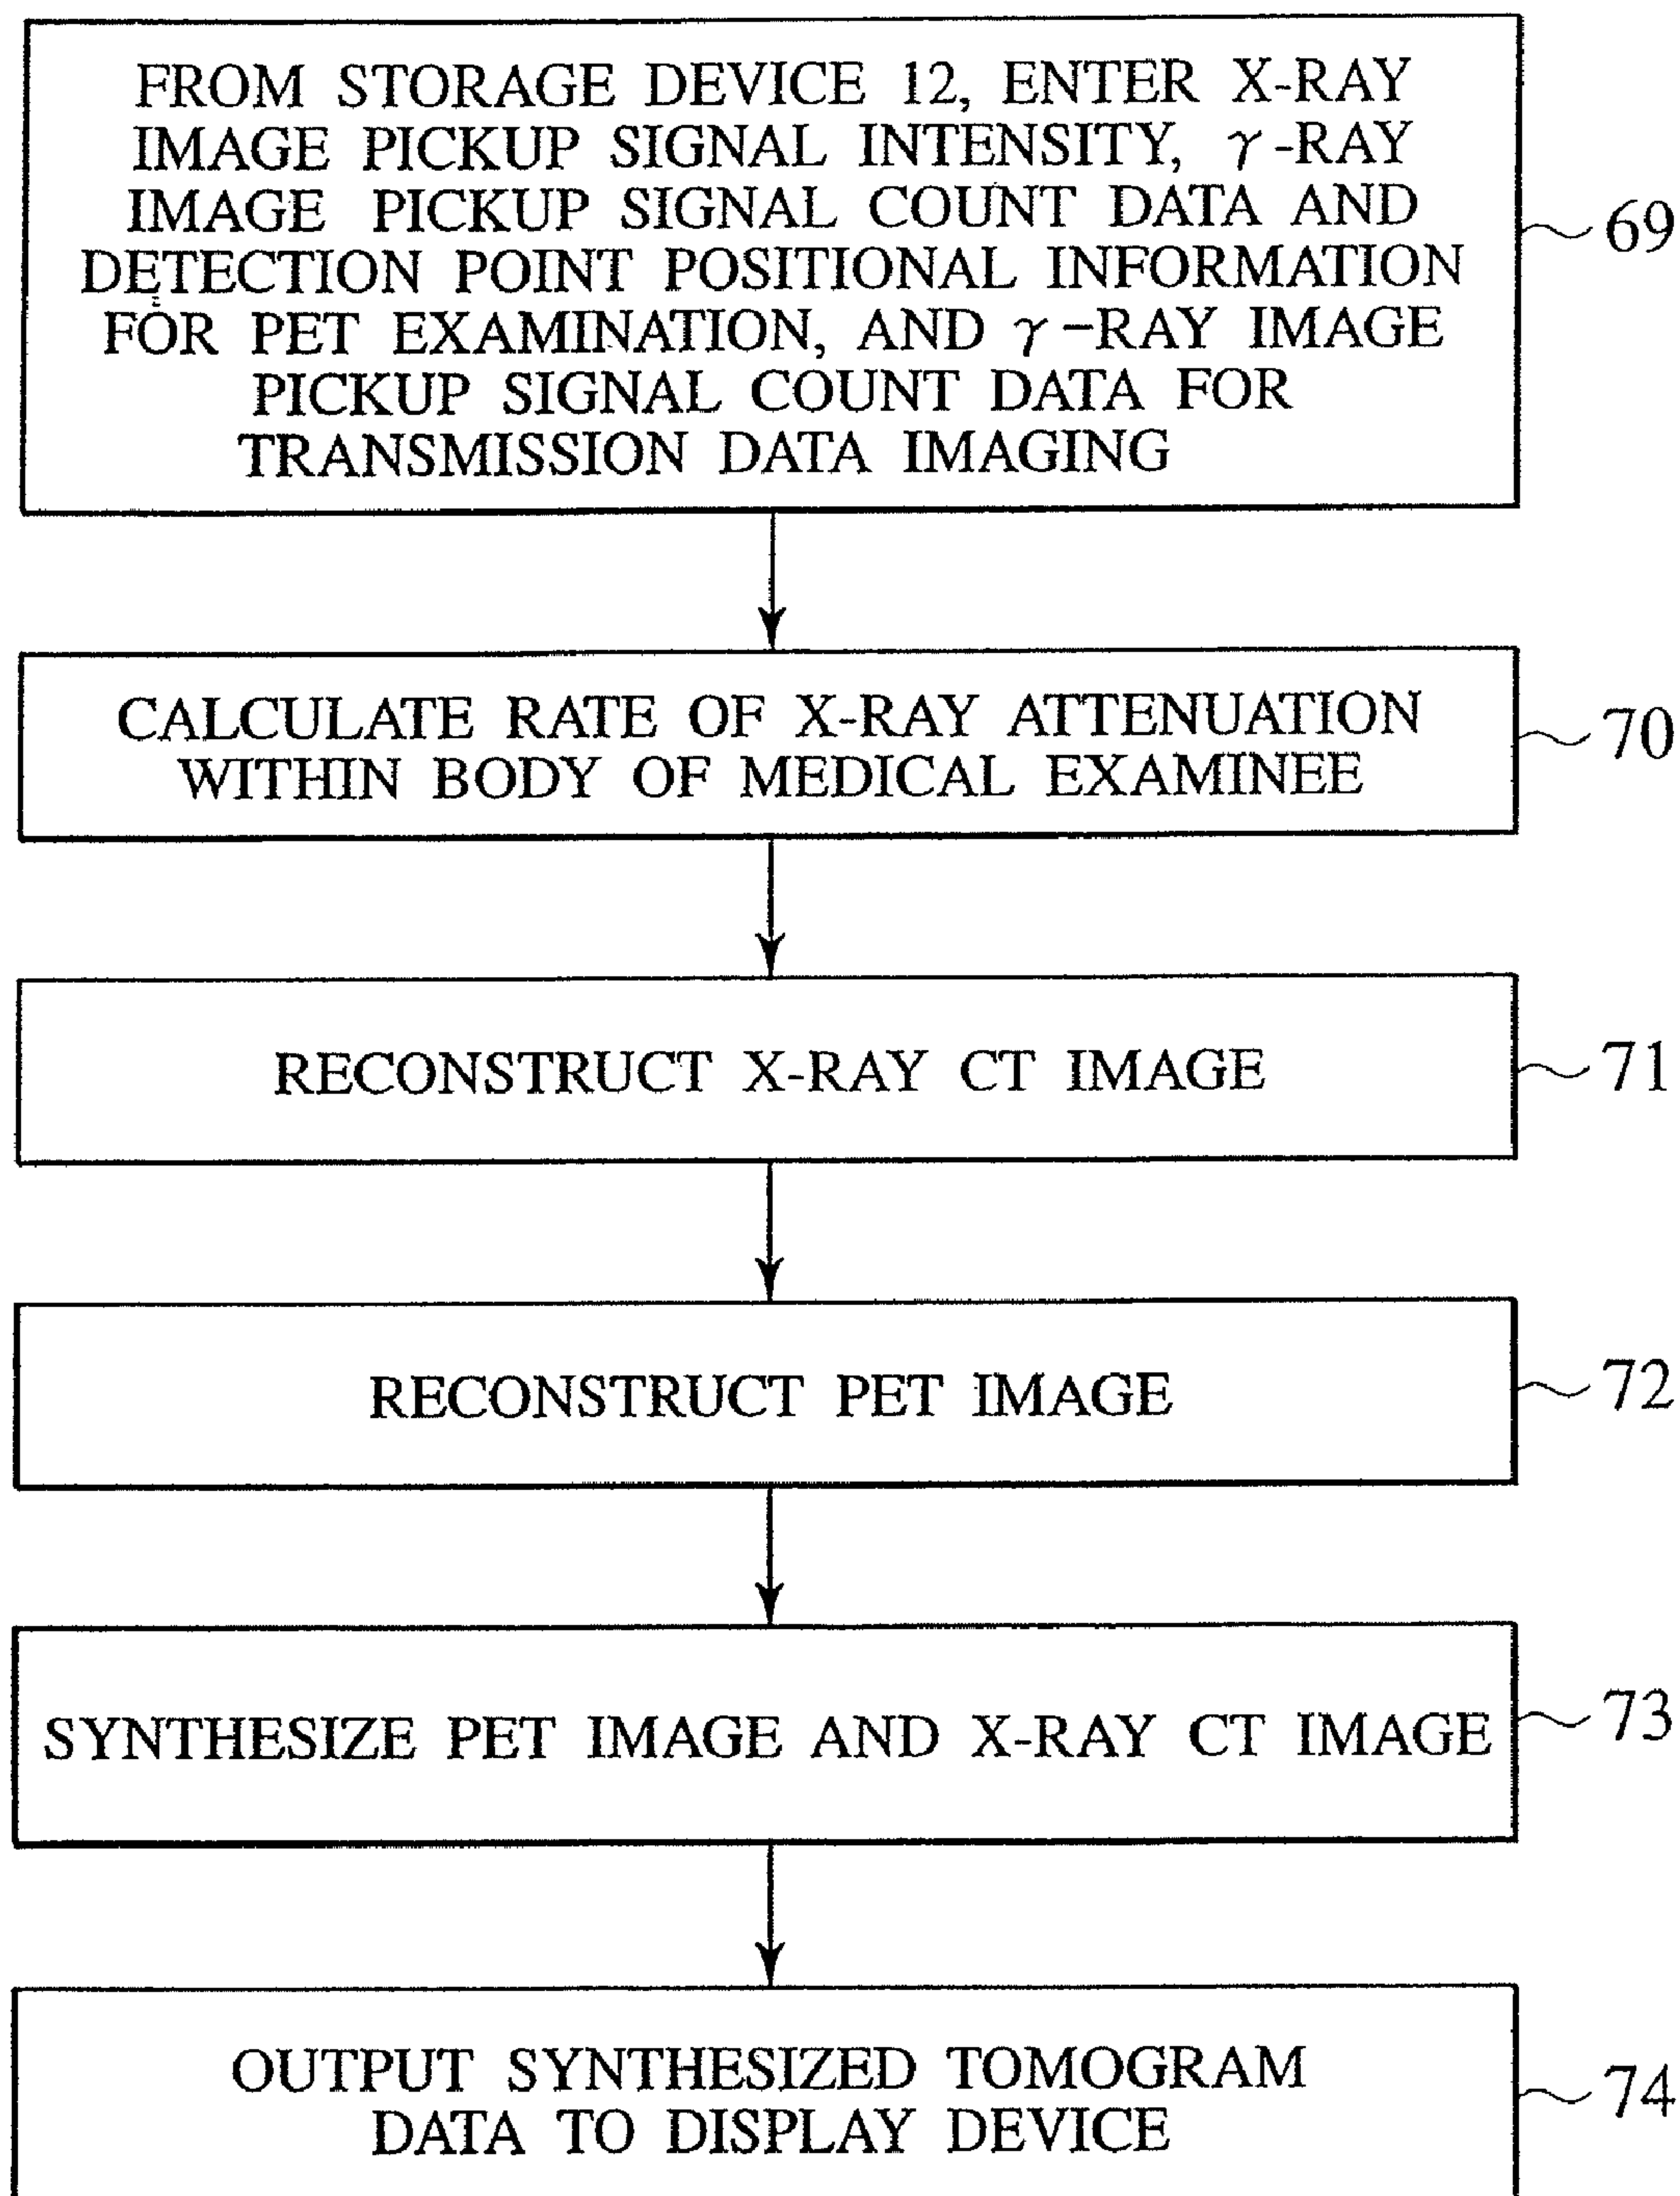 FROM STORAGE DEVICE 12, ENTER X-RAY
IMAGE PICKUP SIGNAL INTENSITY, γ-RAY
IMAGE PICKUP SIGNAL COUNT DATA AND
DETECTION POINT POSITIONAL INFORMATION
FOR PET EXAMINATION, AND γ-RAY IMAGE
PICKUP SIGNAL COUNT DATA FOR
TRANSMISSION DATA IMAGING
69
CALCULATE RATE OF X-RAY ATTENUATION
WITHIN BODY OF MEDICAL EXAMINEE
70
RECONSTRUCT X-RAY CT IMAGE
71
RECONSTRUCT PET IMAGE
72
SYNTHESIZE PET IMAGE AND X-RAY CT IMAGE
73
OUTPUT SYNTHESIZED TOMOGRAM
DATA TO DISPLAY DEVICE
74